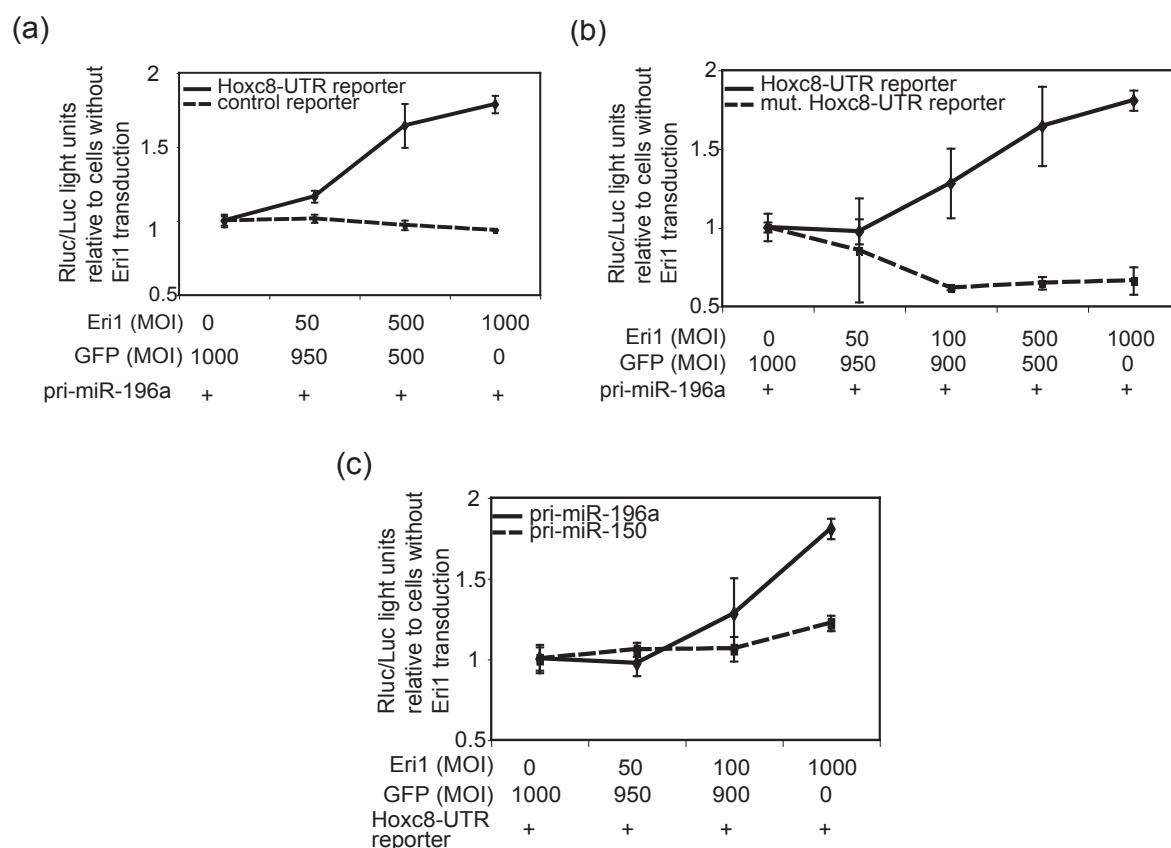 (a)
Hoxc8-UTR reporter
control reporter
Rluc/Luc light units
relative to cells without
Eri1 transduction
2
1.5
1
0.5
Eri1 (MOI) 0 50 500 1000
GFP (MOI) 1000 950 500 0
pri-miR-196a + + + +
(b)
Hoxc8-UTR reporter
mut. Hoxc8-UTR reporter
Rluc/Luc light units
relative to cells without
Eri1 transduction
2
1.5
1
0.5
Eri1 (MOI) 0 50 100 500 1000
GFP (MOI) 1000 950 900 500 0
pri-miR-196a + + + + +
(c)
pri-miR-196a
pri-miR-150
Rluc/Luc light units
relative to cells without
Eri1 transduction
2
1.5
1
0.5
Eri1 (MOI) 0 50 100 1000
GFP (MOI) 1000 950 900 0
Hoxc8-UTR + + + +
reporter